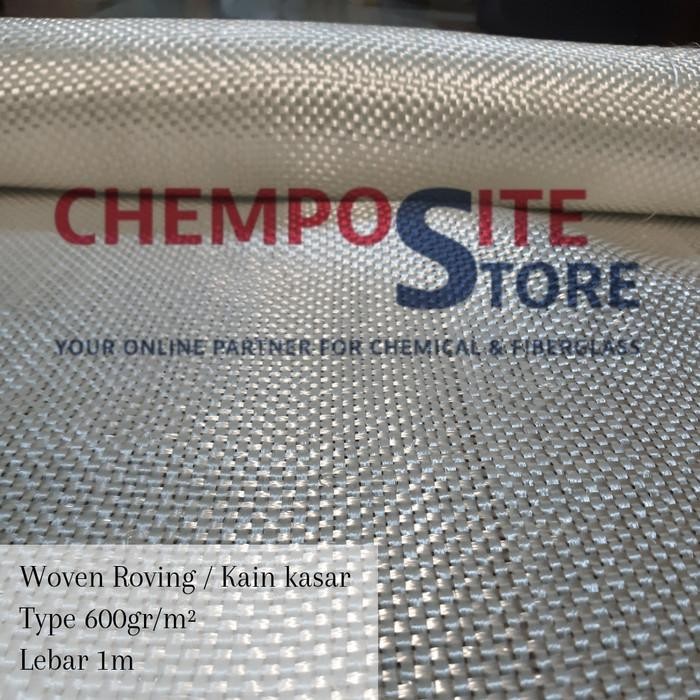 CHEMPOSITE
STORE
YOUR ONLINE PARTNER FOR CHEMICAL & FIBERGLASS
Woven Roving / Kain kasar
Type 600gr/m²
Lebar 1m